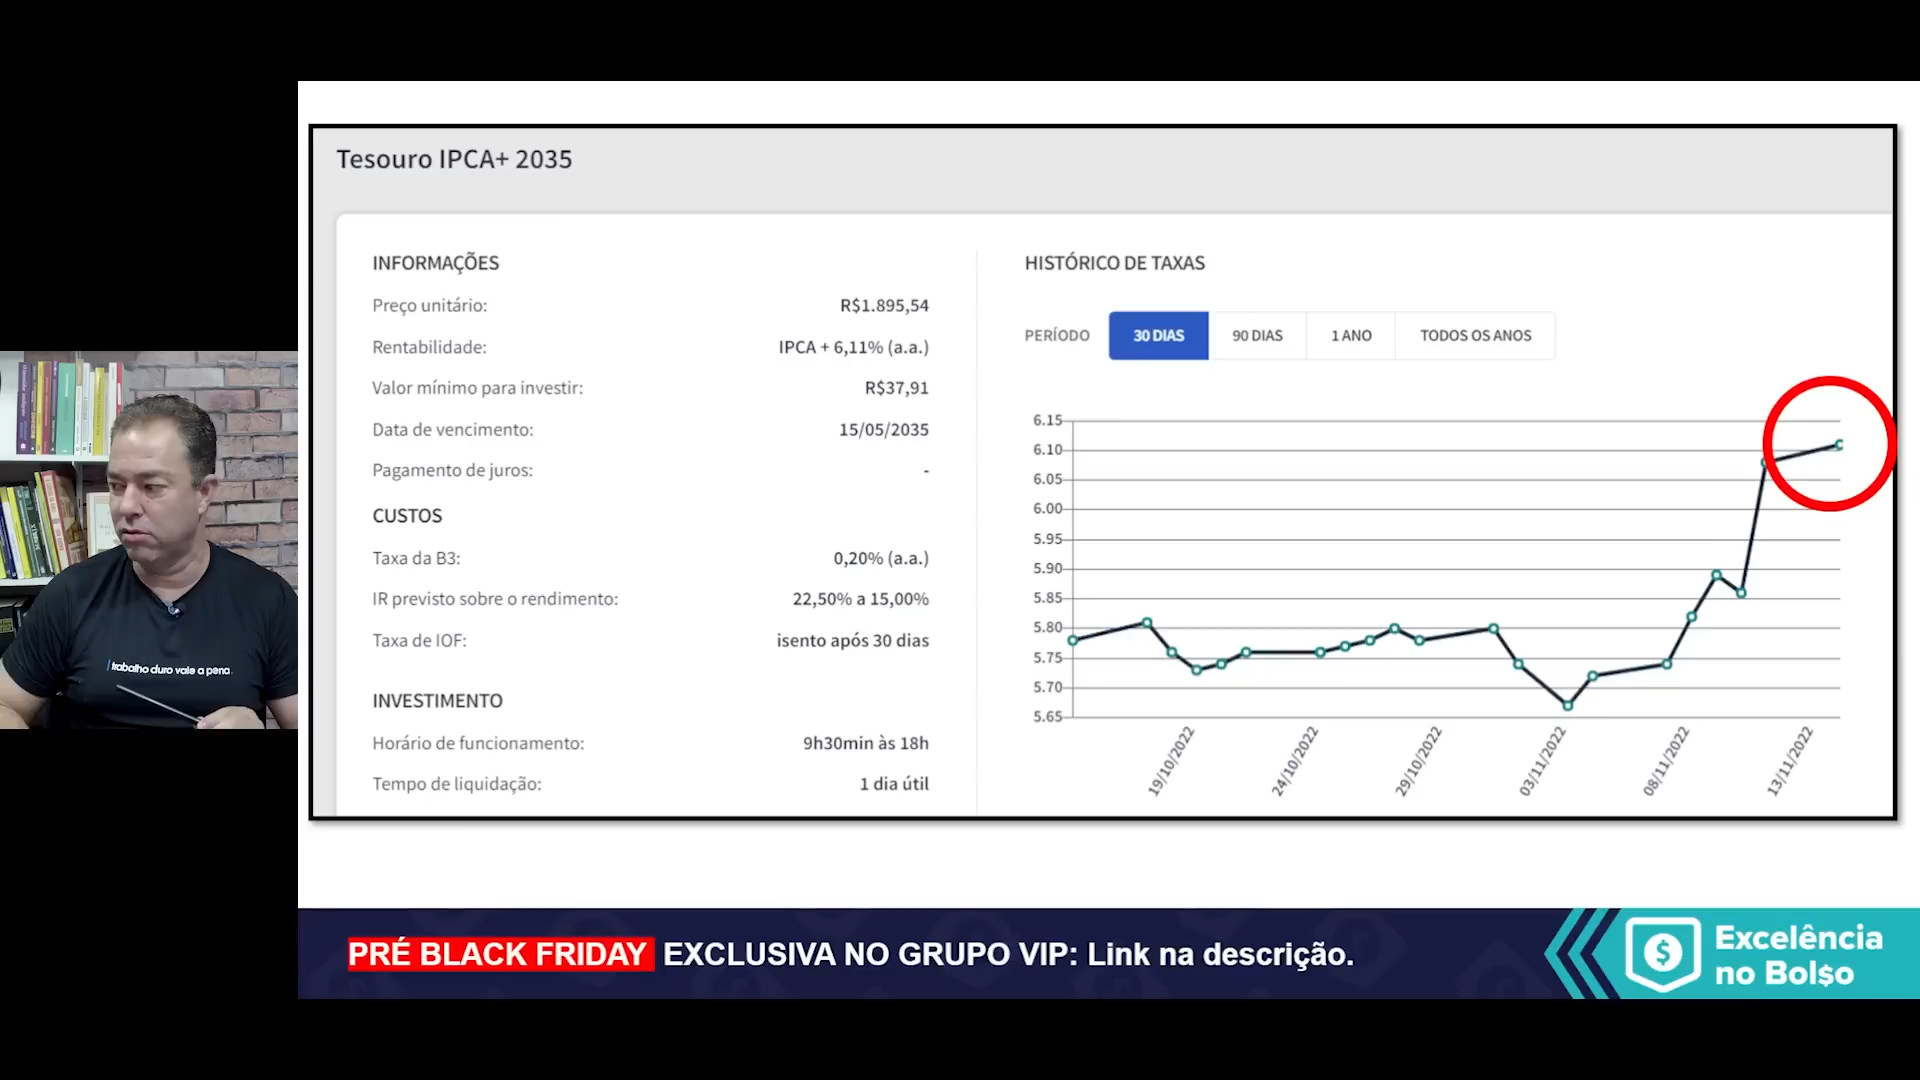 Tesouro IPCA+ 2035
INFORMAÇÕES
Preço unitário: R$1.895,54
Rentabilidade: IPCA + 6,11% (a.a.)
Valor mínimo para investir: R$37,91
Data de vencimento: 15/05/2035
Pagamento de juros: -
CUSTOS
Taxa da B3: 0,20% (a.a.)
IR previsto sobre o rendimento: 22,50% a 15,00%
Taxa de IOF: isento após 30 dias
INVESTIMENTO
Horário de funcionamento: 9h30min às 18h
Tempo de liquidação: 1 dia útil
HISTÓRICO DE TAXAS
PERÍODO 30 DIAS 90 DIAS 1 ANO TODOS OS ANOS
6.15
6.10
6.05
6.00
5.95
5.90
5.85
5.80
5.75
5.70
5.65
19/10/2022 24/10/2022 29/10/2022 03/11/2022 08/11/2022 13/11/2022
trabalho duro vale a pena.
PRÉ BLACK FRIDAY EXCLUSIVA NO GRUPO VIP: Link na descrição.
Excelência
no Bol$o